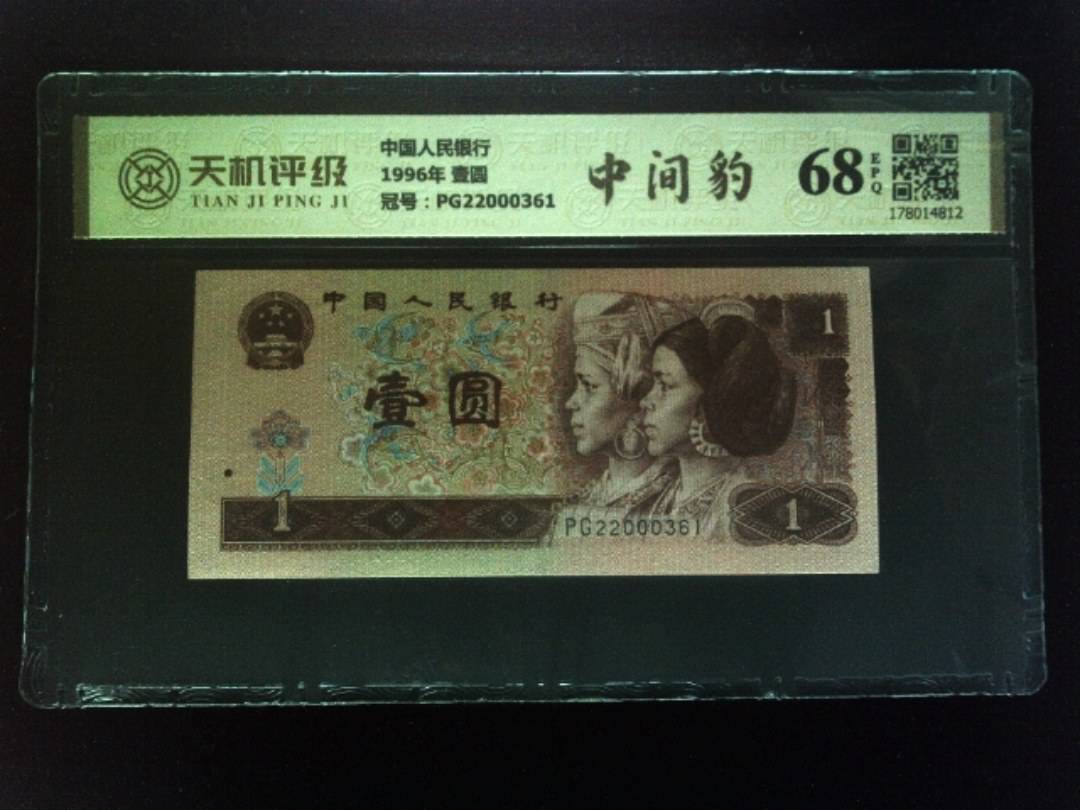 天机评级
TIAN JI PING JI
中国人民银行
1996年 壹圆
冠号：PG22000361
中间豹
68
EPQ
178014812
中国人民银行
1
壹圆
1
PG22000361
1